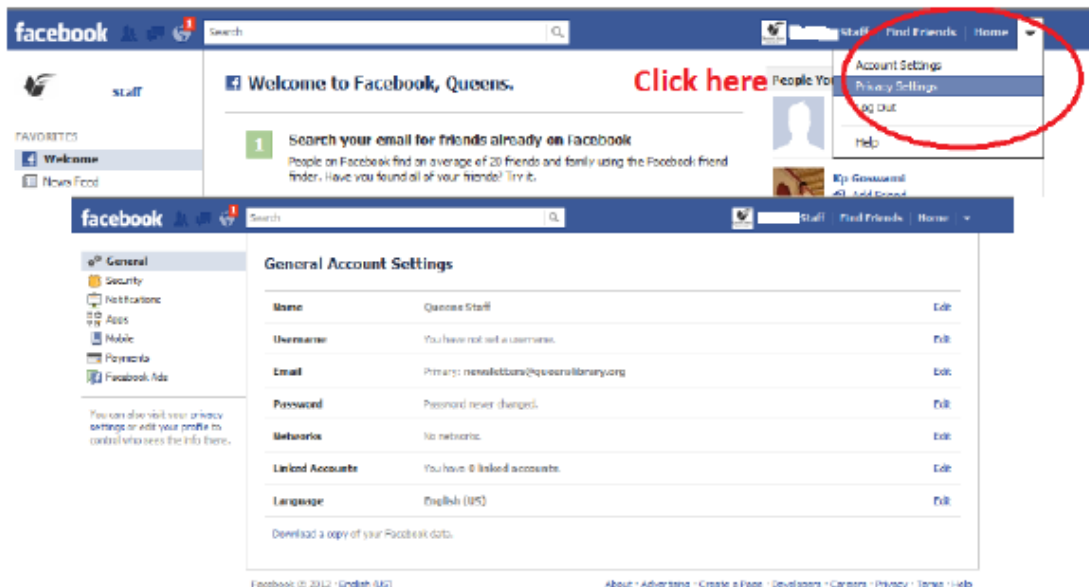 facebook
1
Search
Staff
Find Friends
Home
Account Settings
Privacy Settings
Log Out
Help
Click here
staff
FAVORITES
Welcome
News Feed
Welcome to Facebook, Queens.
1
Search your email for friends already on Facebook
People on Facebook find an average of 20 friends and family using the Facebook friend
finder. Have you found all of your friends? Try it.
People You
Kp Goswami
Add Friend
facebook
1
Search
Staff
Find Friends
Home
General
Security
Notifications
Apps
Mobile
Payments
Facebook Ads
You can also visit your privacy
settings or edit your profile to
control who sees the info there.
General Account Settings
Name Queens Staff Edit
Username You have not set a username. Edit
Email Primary: newsletters@queenslibrary.org Edit
Password Password never changed. Edit
Networks No networks. Edit
Linked Accounts You have 0 linked accounts. Edit
Language English (US) Edit
Download a copy of your Facebook data.
Facebook © 2012 · English (US)
About · Advertising · Create a Page · Developers · Careers · Privacy · Terms · Help